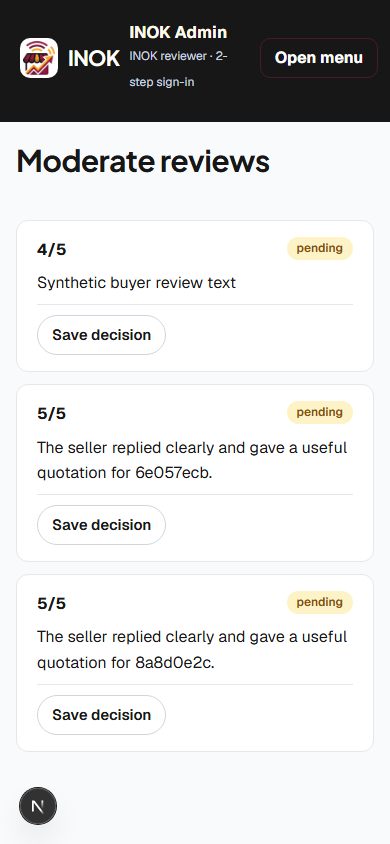 INOK
INOK Admin
INOK reviewer · 2-
step sign-in
Open menu
Moderate reviews
4/5
pending
Synthetic buyer review text
Save decision
5/5
pending
The seller replied clearly and gave a useful
quotation for 6e057ecb.
Save decision
5/5
pending
The seller replied clearly and gave a useful
quotation for 8a8d0e2c.
Save decision
N